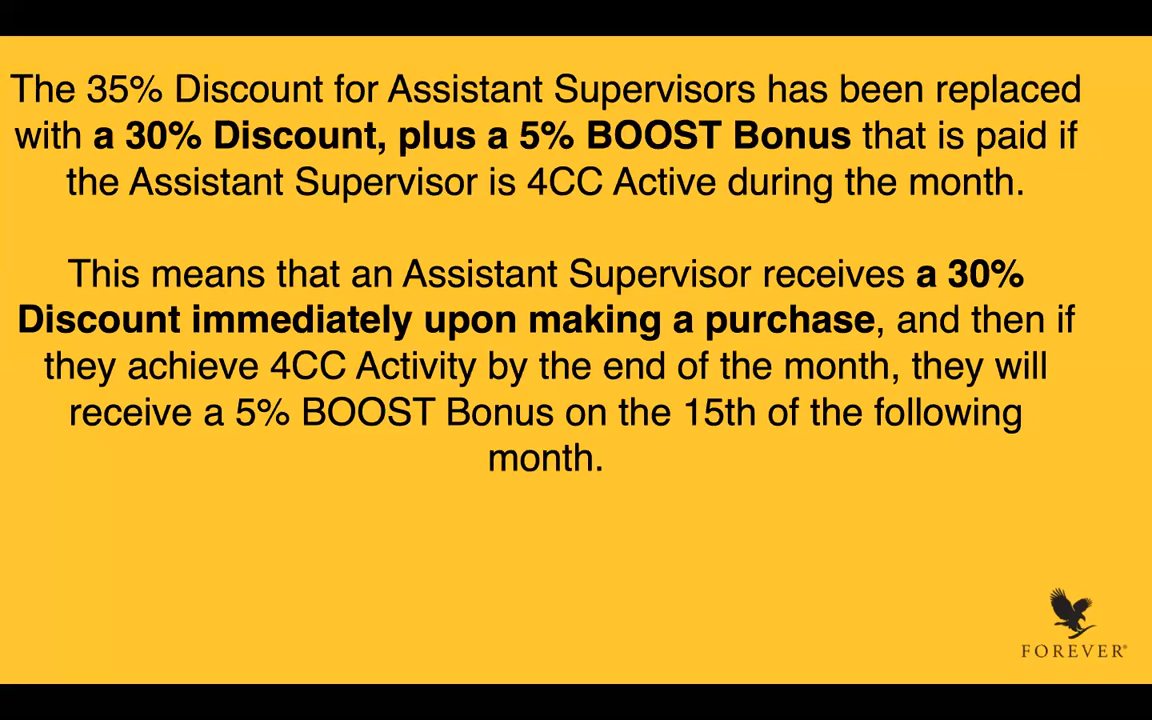 The 35% Discount for Assistant Supervisors has been replaced
with a 30% Discount, plus a 5% BOOST Bonus that is paid if
the Assistant Supervisor is 4CC Active during the month.
This means that an Assistant Supervisor receives a 30%
Discount immediately upon making a purchase, and then if
they achieve 4CC Activity by the end of the month, they will
receive a 5% BOOST Bonus on the 15th of the following
month.
FOREVER®